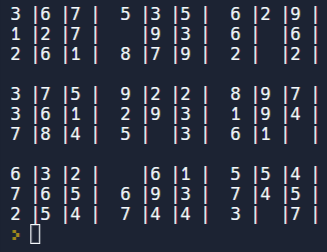 3 |6 |7 |  5 |3 |5 |  6 |2 |9 |
1 |2 |7 |    |9 |3 |  6 |  |6 |
2 |6 |1 |  8 |7 |9 |  2 |  |2 |
3 |7 |5 |  9 |2 |2 |  8 |9 |7 |
3 |6 |1 |  2 |9 |3 |  1 |9 |4 |
7 |8 |4 |  5 |  |3 |  6 |1 |  |
6 |3 |2 |    |6 |1 |  5 |5 |4 |
7 |6 |5 |  6 |9 |3 |  7 |4 |5 |
2 |5 |4 |  7 |4 |4 |  3 |  |7 |
>